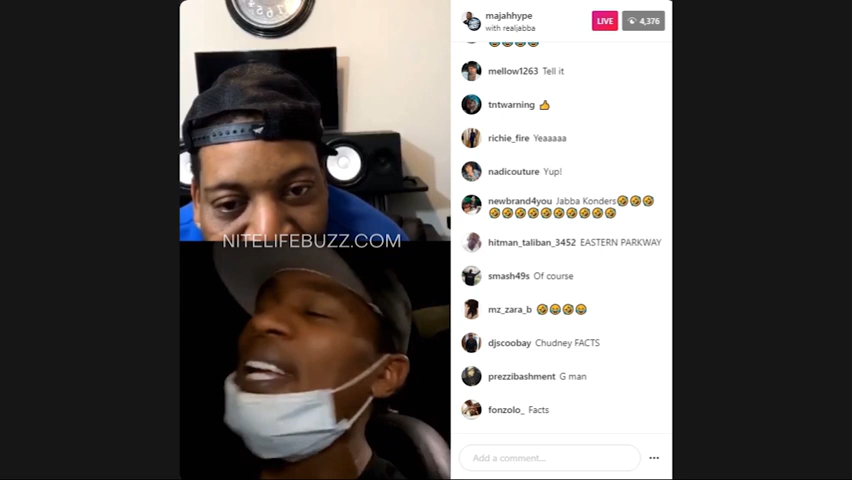 majahhype
with realjabba
LIVE
4,376
mellow1263 Tell it
tntwarning 👍
richie_fire Yeaaaaa
nadicouture Yup!
newbrand4you Jabba Konders🤣🤣🤣
🤣🤣🤣🤣🤣🤣🤣🤣🤣🤣
hitman_taliban_3452 EASTERN PARKWAY
smash49s Of course
mz_zara_b 🤣😂🤣😂
djscoobay Chudney FACTS
prezzibashment G man
fonzolo_ Facts
Add a comment...
NITELIFEBUZZ.COM